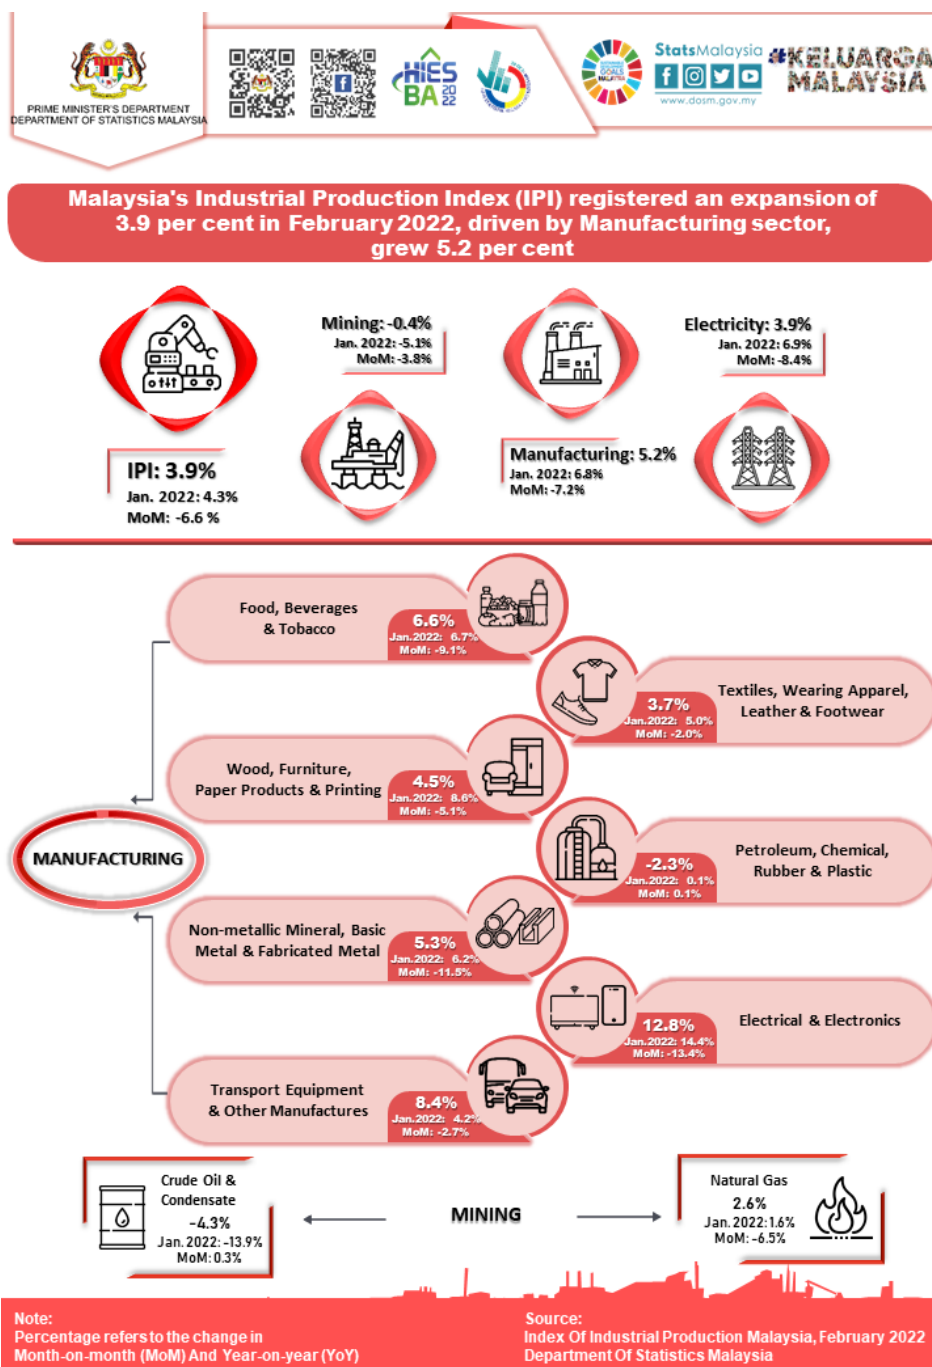 PRIME MINISTER'S DEPARTMENT
DEPARTMENT OF STATISTICS MALAYSIA
HIES
BA
2022
SUSTAINABLE DEVELOPMENT
GOALS
MALAYSIA
StatsMalaysia
www.dosm.gov.my
#KELUARGA
MALAYSIA
Malaysia's Industrial Production Index (IPI) registered an expansion of
3.9 per cent in February 2022, driven by Manufacturing sector,
grew 5.2 per cent
Mining: -0.4%
Jan. 2022: -5.1%
MoM: -3.8%
Electricity: 3.9%
Jan. 2022: 6.9%
MoM: -8.4%
IPI: 3.9%
Jan. 2022: 4.3%
MoM: -6.6 %
Manufacturing: 5.2%
Jan. 2022: 6.8%
MoM: -7.2%
Food, Beverages
& Tobacco
6.6%
Jan.2022: 6.7%
MoM: -9.1%
Textiles, Wearing Apparel,
Leather & Footwear
3.7%
Jan.2022: 5.0%
MoM: -2.0%
Wood, Furniture,
Paper Products & Printing
4.5%
Jan.2022: 8.6%
MoM: -5.1%
MANUFACTURING
Petroleum, Chemical,
Rubber & Plastic
-2.3%
Jan.2022: 0.1%
MoM: 0.1%
Non-metallic Mineral, Basic
Metal & Fabricated Metal
5.3%
Jan.2022: 6.2%
MoM: -11.5%
Electrical & Electronics
12.8%
Jan.2022: 14.4%
MoM: -13.4%
Transport Equipment
& Other Manufactures
8.4%
Jan.2022: 4.2%
MoM: -2.7%
Crude Oil &
Condensate
-4.3%
Jan. 2022: -13.9%
MoM: 0.3%
MINING
Natural Gas
2.6%
Jan. 2022: 1.6%
MoM: -6.5%
Note:
Percentage refers to the change in
Month-on-month (MoM) And Year-on-year (YoY)
Source:
Index Of Industrial Production Malaysia, February 2022
Department Of Statistics Malaysia